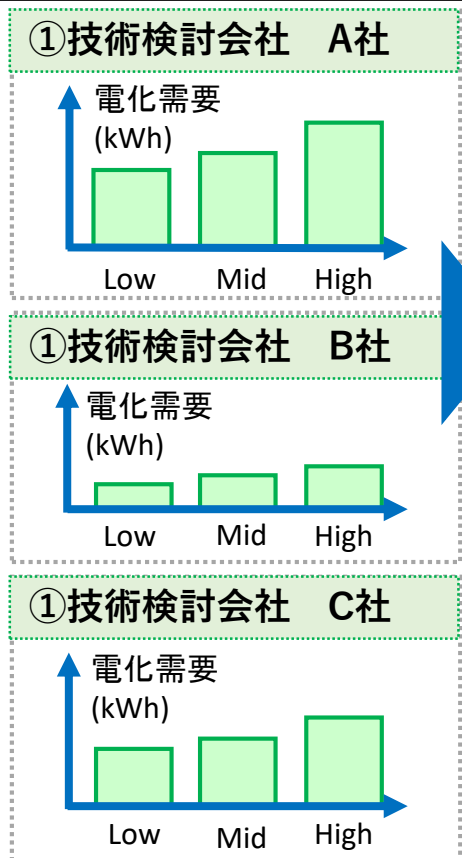 ①技術検討会社　A社
電化需要
(kWh)
Low Mid High
①技術検討会社　B社
電化需要
(kWh)
Low Mid High
①技術検討会社　C社
電化需要
(kWh)
Low Mid High